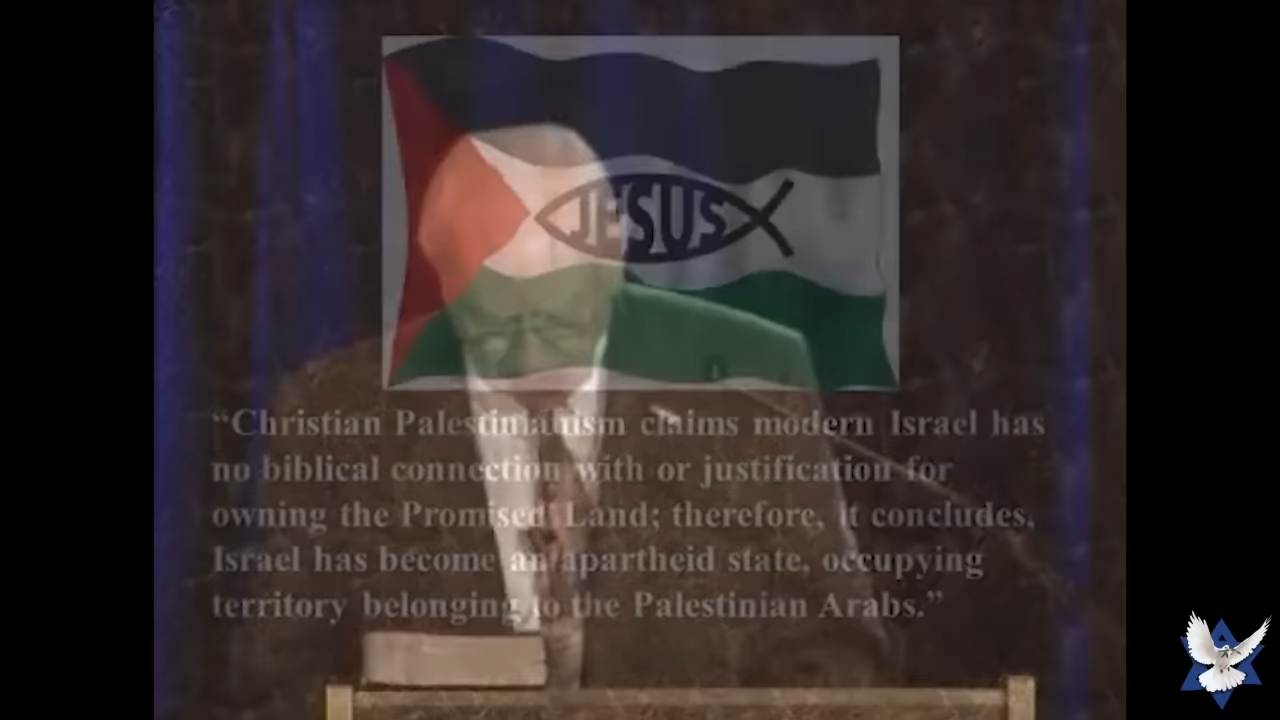 JESUS
“Christian Palestinianism claims modern Israel has
no biblical connection with or justification for
owning the Promised Land; therefore, it concludes,
Israel has become an apartheid state, occupying
territory belonging to the Palestinian Arabs.”